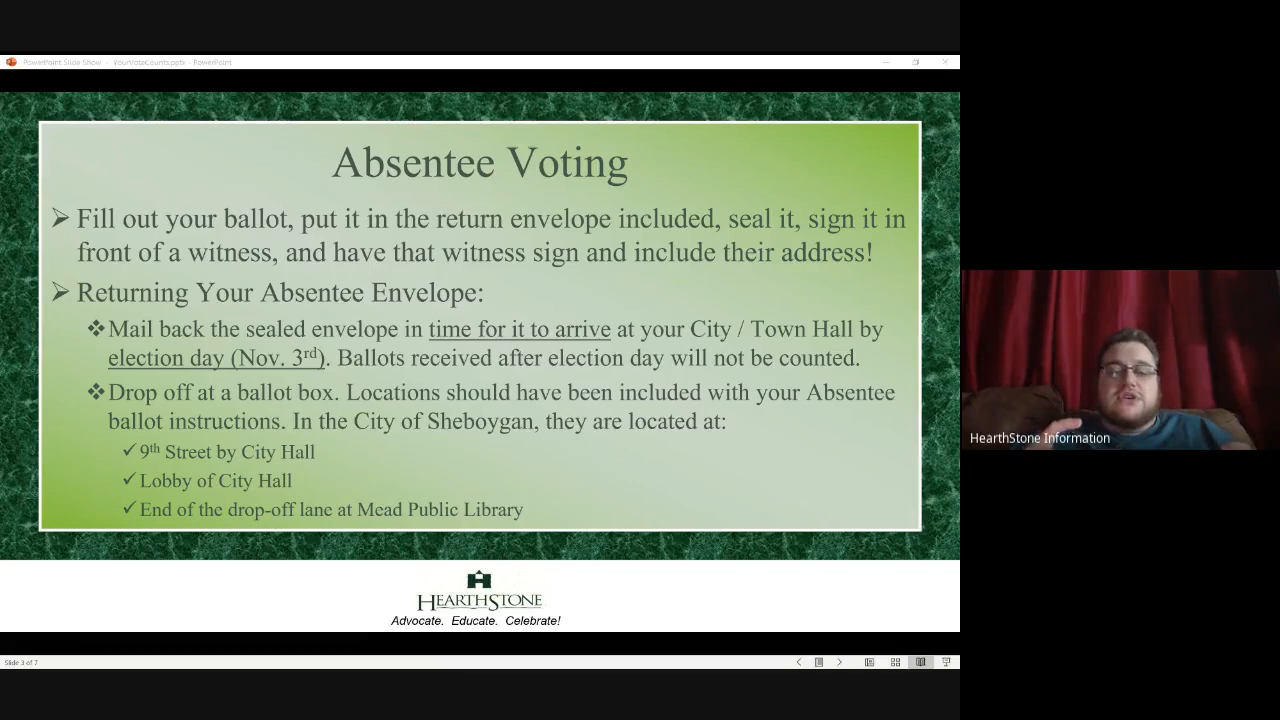 PowerPoint Slide Show - YourVoteCounts.pptx - PowerPoint
Absentee Voting
➢ Fill out your ballot, put it in the return envelope included, seal it, sign it in
front of a witness, and have that witness sign and include their address!
➢ Returning Your Absentee Envelope:
❖Mail back the sealed envelope in time for it to arrive at your City / Town Hall by
election day (Nov. 3rd). Ballots received after election day will not be counted.
❖Drop off at a ballot box. Locations should have been included with your Absentee
ballot instructions. In the City of Sheboygan, they are located at:
✓9th Street by City Hall
✓Lobby of City Hall
✓End of the drop-off lane at Mead Public Library
HearthStone Information
HEARTHSTONE
Advocate. Educate. Celebrate!
Slide 3 of 7